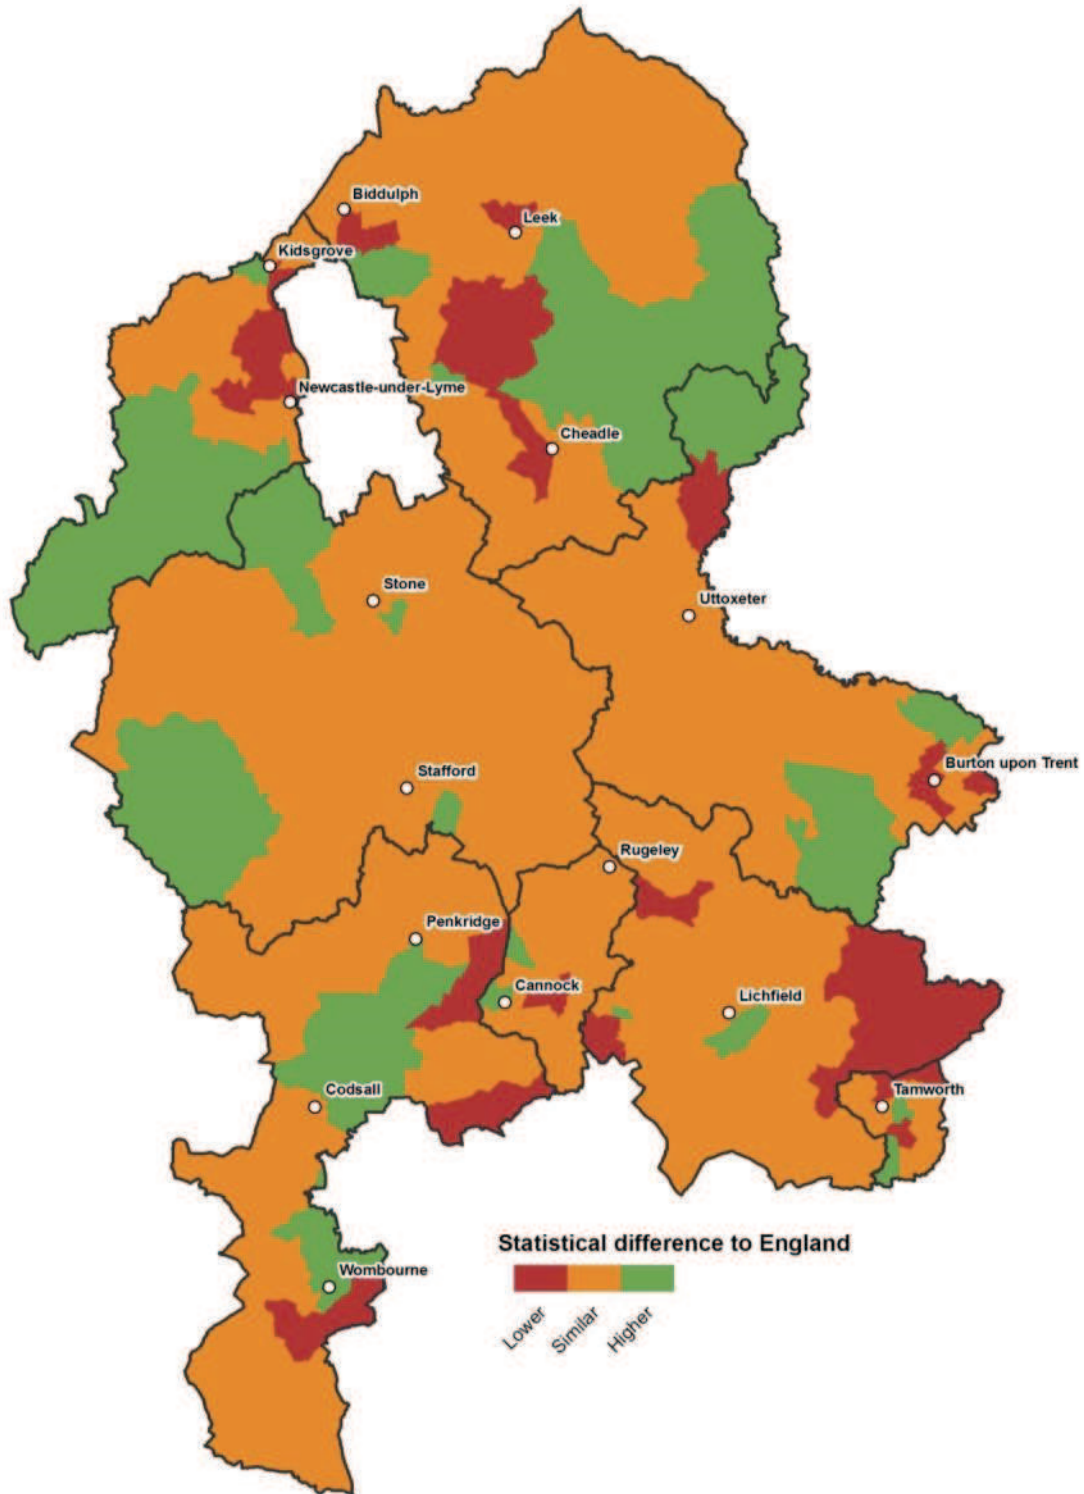 Biddulph
Leek
Kidsgrove
Newcastle-under-Lyme
Cheadle
Stone
Uttoxeter
Burton upon Trent
Stafford
Rugeley
Penkridge
Cannock
Lichfield
Codsall
Tamworth
Wombourne
Statistical difference to England
Lower
Similar
Higher